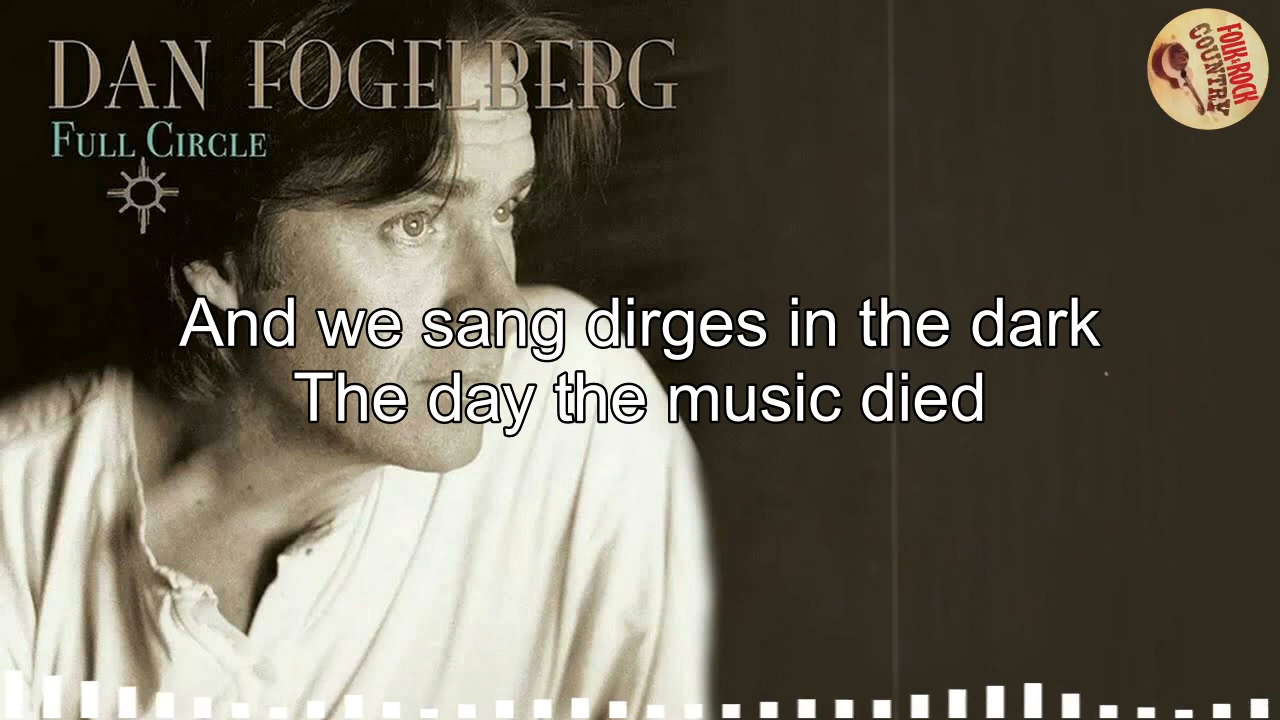 DAN FOGELBERG
FULL CIRCLE
FOLK & ROCK
COUNTRY
And we sang dirges in the dark
The day the music died